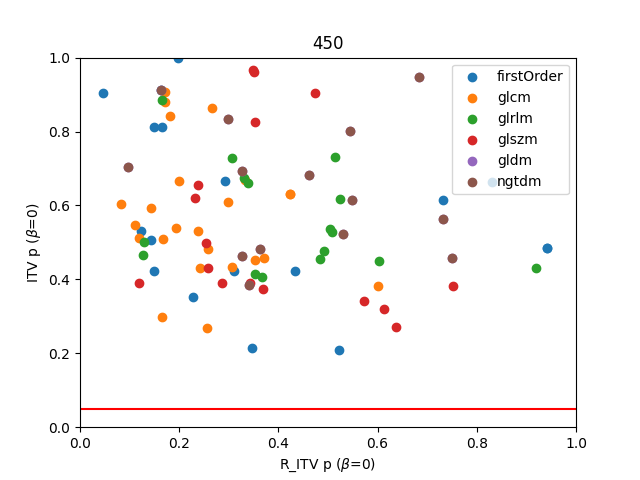 450
1.0
0.8
0.6
0.4
0.2
0.0
0.0 0.2 0.4 0.6 0.8 1.0
ITV p (β=0)
R_ITV p (β=0)
firstOrder
glcm
glrlm
glszm
gldm
ngtdm